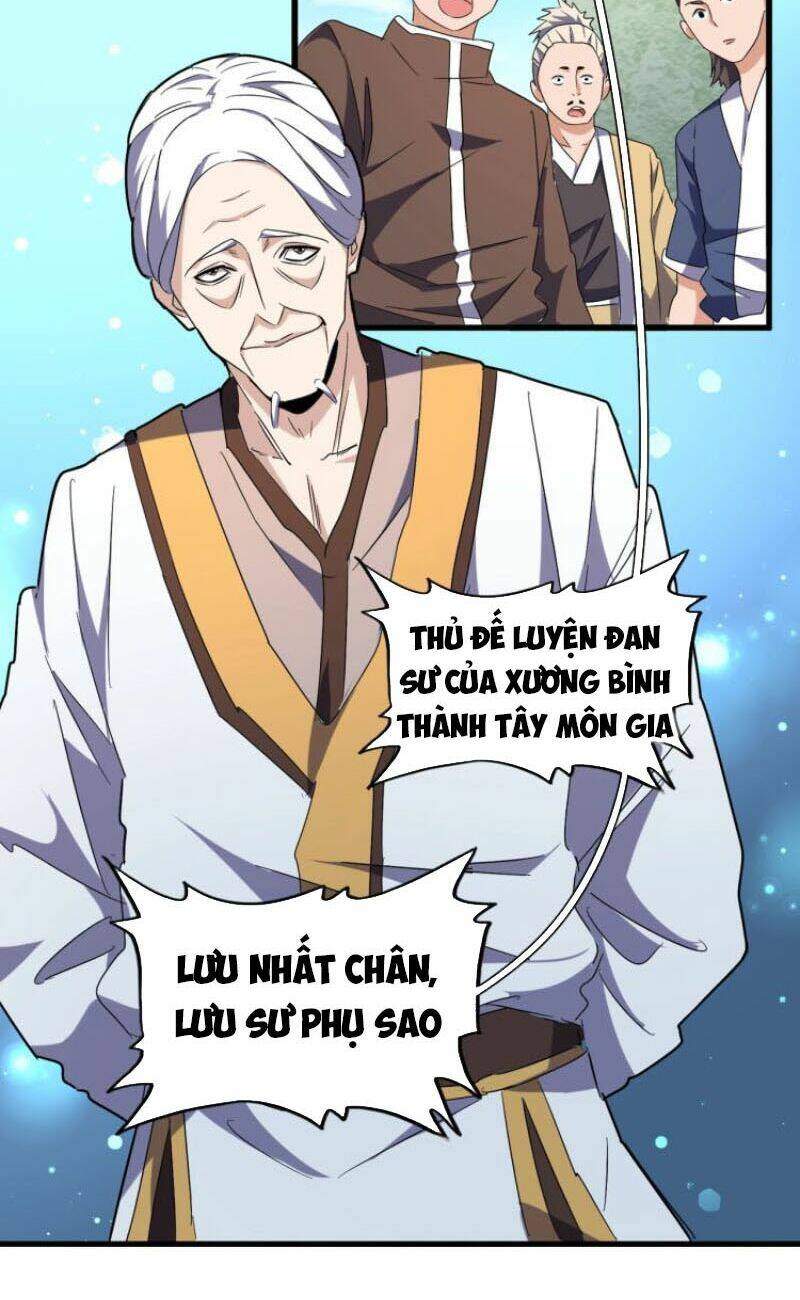 THỦ ĐẾ LUYỆN ĐAN
SƯ CỦA XƯƠNG BÌNH
THÀNH TÂY MÔN GIA
LƯU NHẤT CHÂN,
LƯU SƯ PHỤ SAO